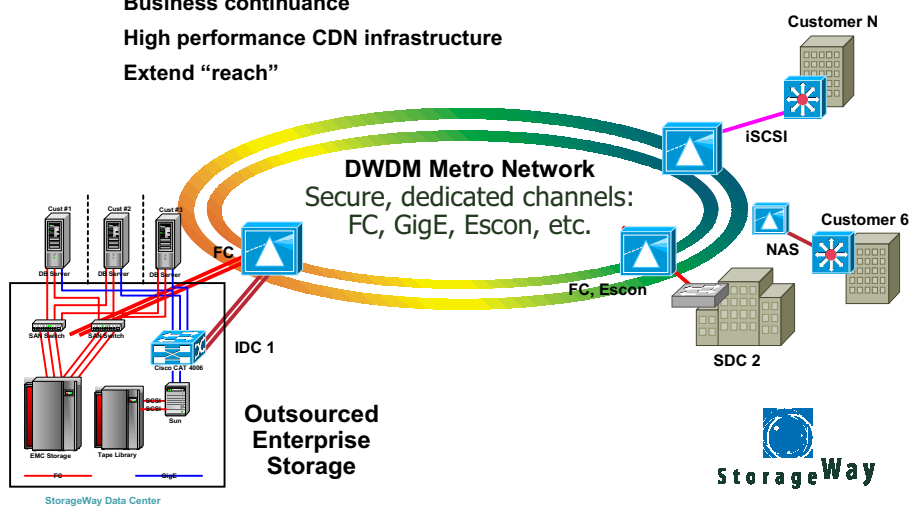 Business continuance
High performance CDN infrastructure
Extend “reach”
Customer N
iSCSI
DWDM Metro Network
Secure, dedicated channels:
FC, GigE, Escon, etc.
Cust #1
Cust #2
Cust #3
Customer 6
NAS
FC
DB Server
DB Server
DB Server
FC, Escon
SAN Switch
SAN Switch
IDC 1
SDC 2
Cisco CAT 4006
SCSI
SCSI
Sun
Outsourced
Enterprise
Storage
EMC Storage
Tape Library
FC
GigE
StorageWay
StorageWay Data Center